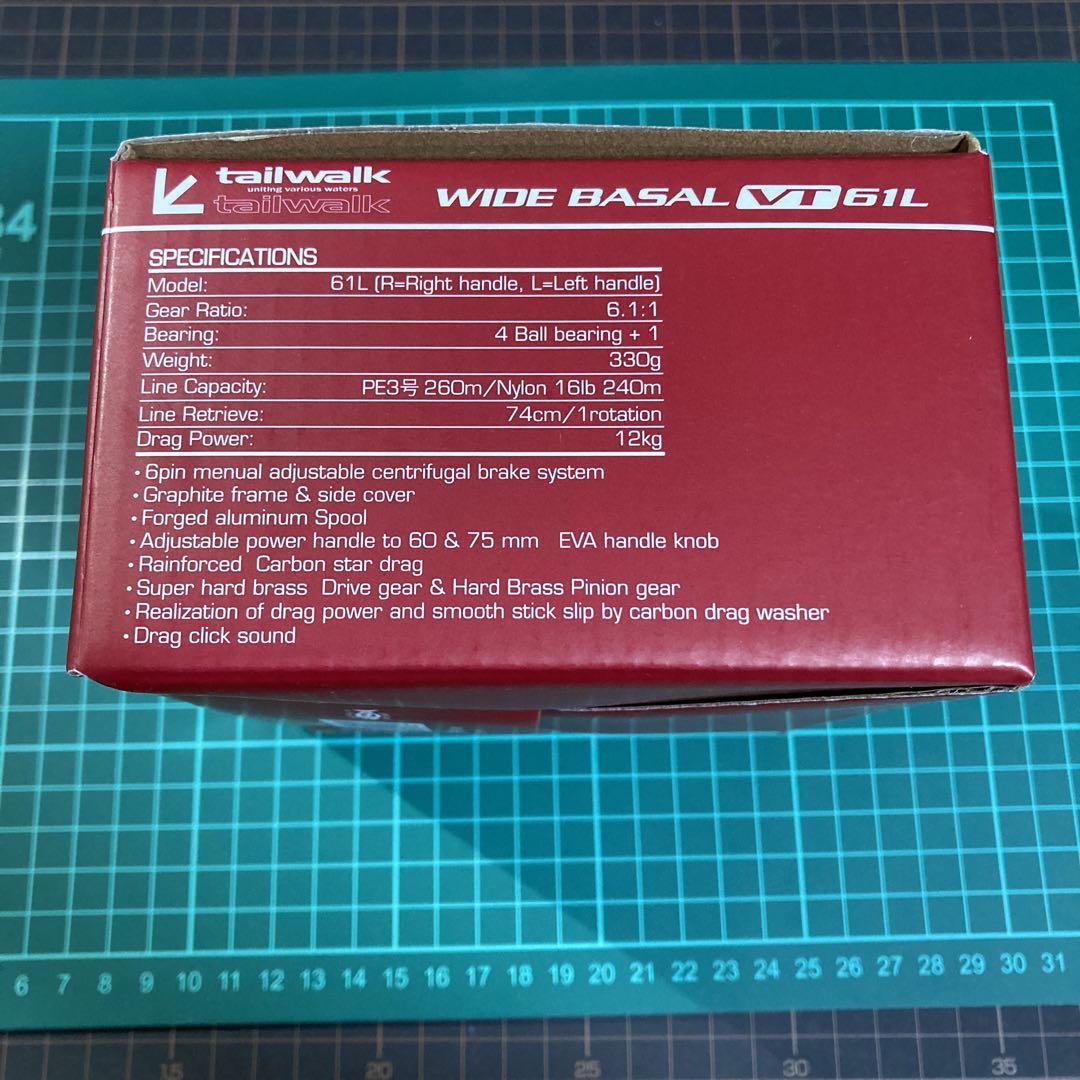 tailwalk
uniting various waters
tailwalk
WIDE BASAL VT 61L
SPECIFICATIONS
Model: 61L (R=Right handle, L=Left handle)
Gear Ratio: 6.1:1
Bearing: 4 Ball bearing + 1
Weight: 330g
Line Capacity: PE3号 260m/Nylon 16lb 240m
Line Retrieve: 74cm/1rotation
Drag Power: 12kg
・6pin menual adjustable centrifugal brake system
・Graphite frame & side cover
・Forged aluminum Spool
・Adjustable power handle to 60 & 75 mm EVA handle knob
・Rainforced Carbon star drag
・Super hard brass Drive gear & Hard Brass Pinion gear
・Realization of drag power and smooth stick slip by carbon drag washer
・Drag click sound
6 7 8 9 10 11 12 13 14 15 16 17 18 19 20 21 22 23 24 25 26 27 28 29 30 31
15 20 25 30 35